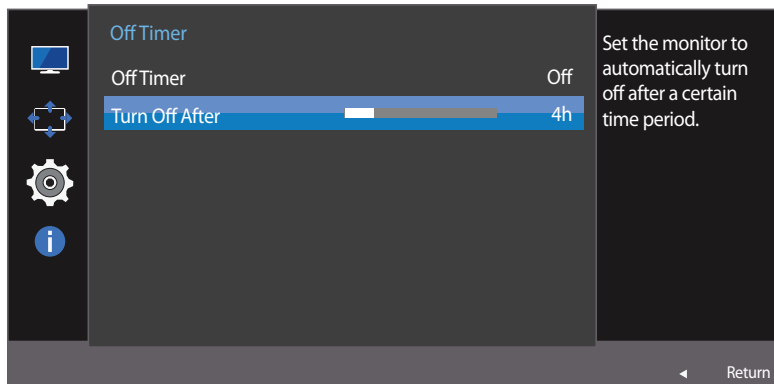 Off Timer
Off Timer Off
Turn Off After 4h
Set the monitor to
automatically turn
off after a certain
time period.
Return